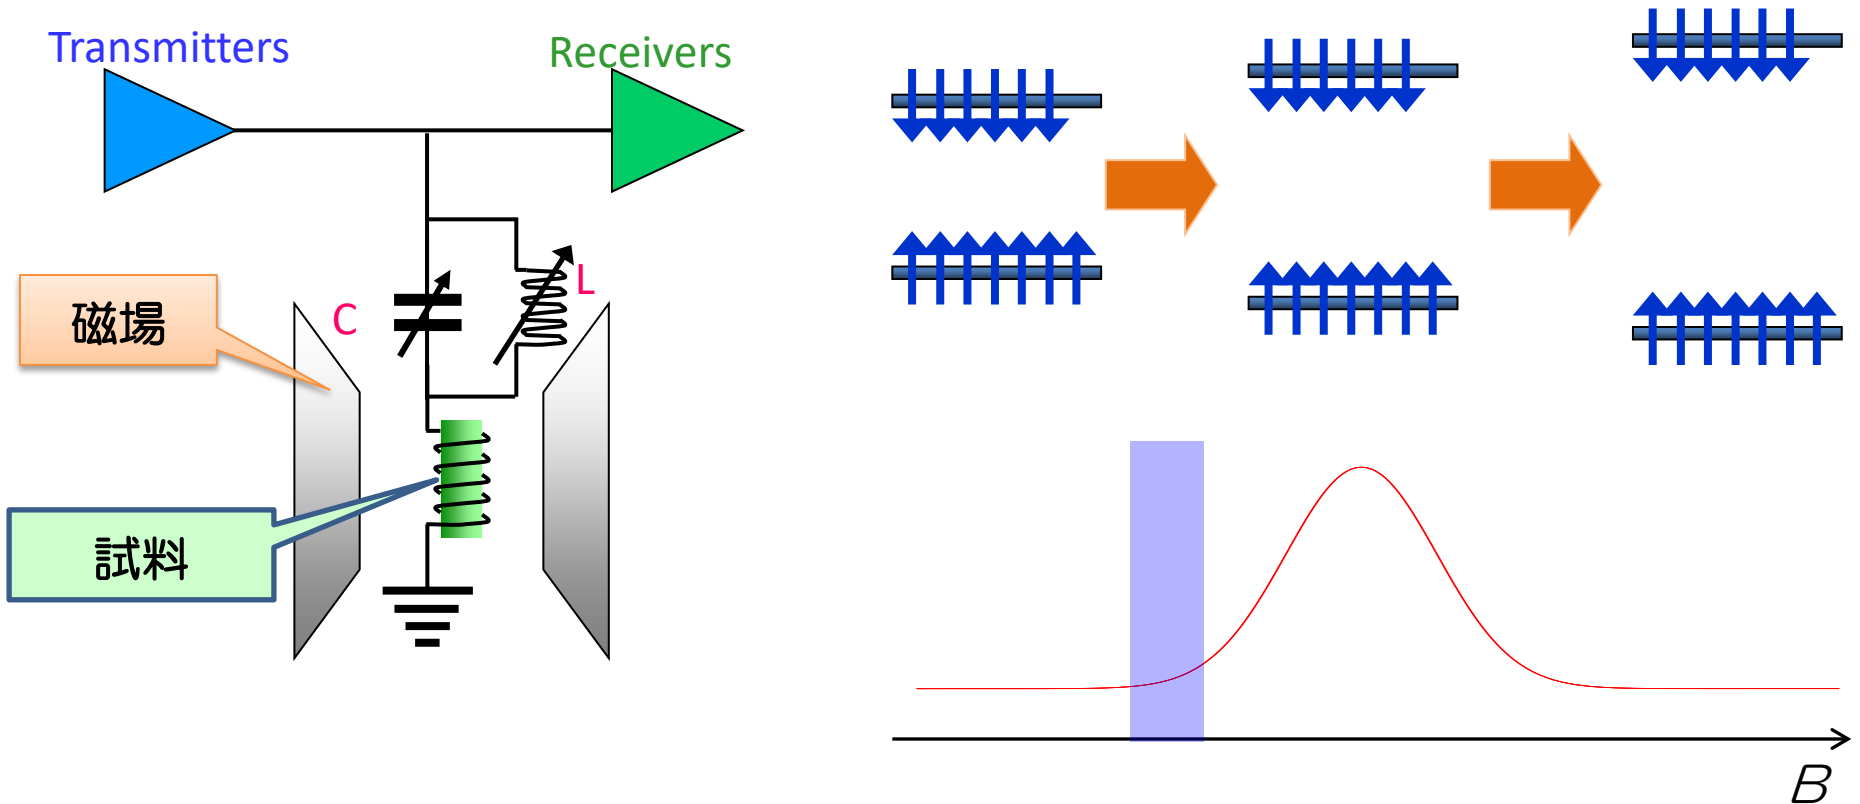 Transmitters
Receivers
磁場
C
L
試料
B